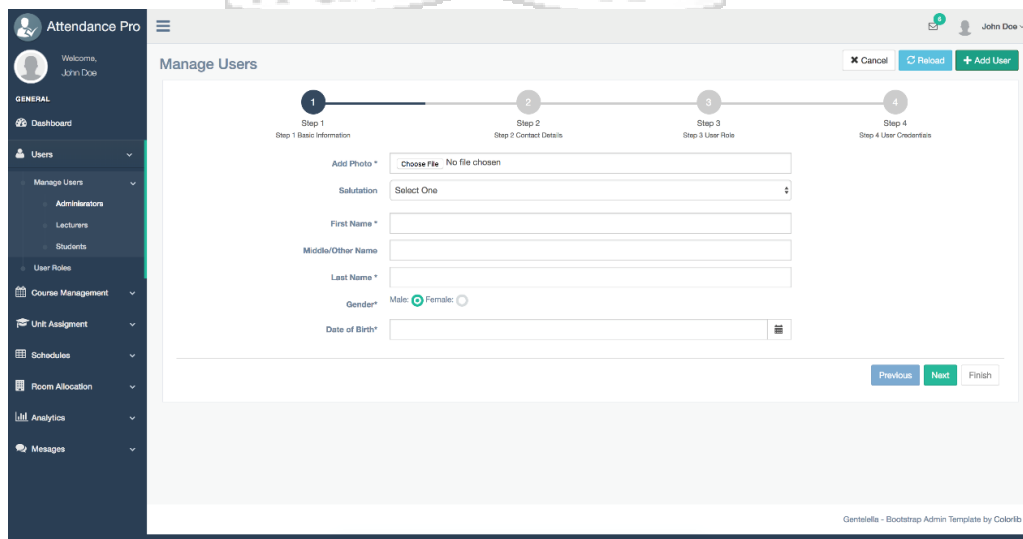 Attendance Pro
6
John Doe
Welcome,
John Doe
Manage Users
Cancel
Reload
Add User
GENERAL
Dashboard
Users
Manage Users
Lecturers
Students
User Roles
Course Management
Unit Assigment
Schedules
Room Allocation
Analytics
Mesages
1
2
3
4
Step 1
Step 2
Step 3
Step 4
Step 1 Basic Information
Step 2 Contact Details
Step 3 User Role
Step 4 User Credentials
Add Photo *
Choose File No file chosen
Salutation
Select One
First Name *
Middle/Other Name
Last Name *
Gender*
Male: Female:
Date of Birth*
Previous
Next
Finish
Gentelella - Bootstrap Admin Template by Colorlib